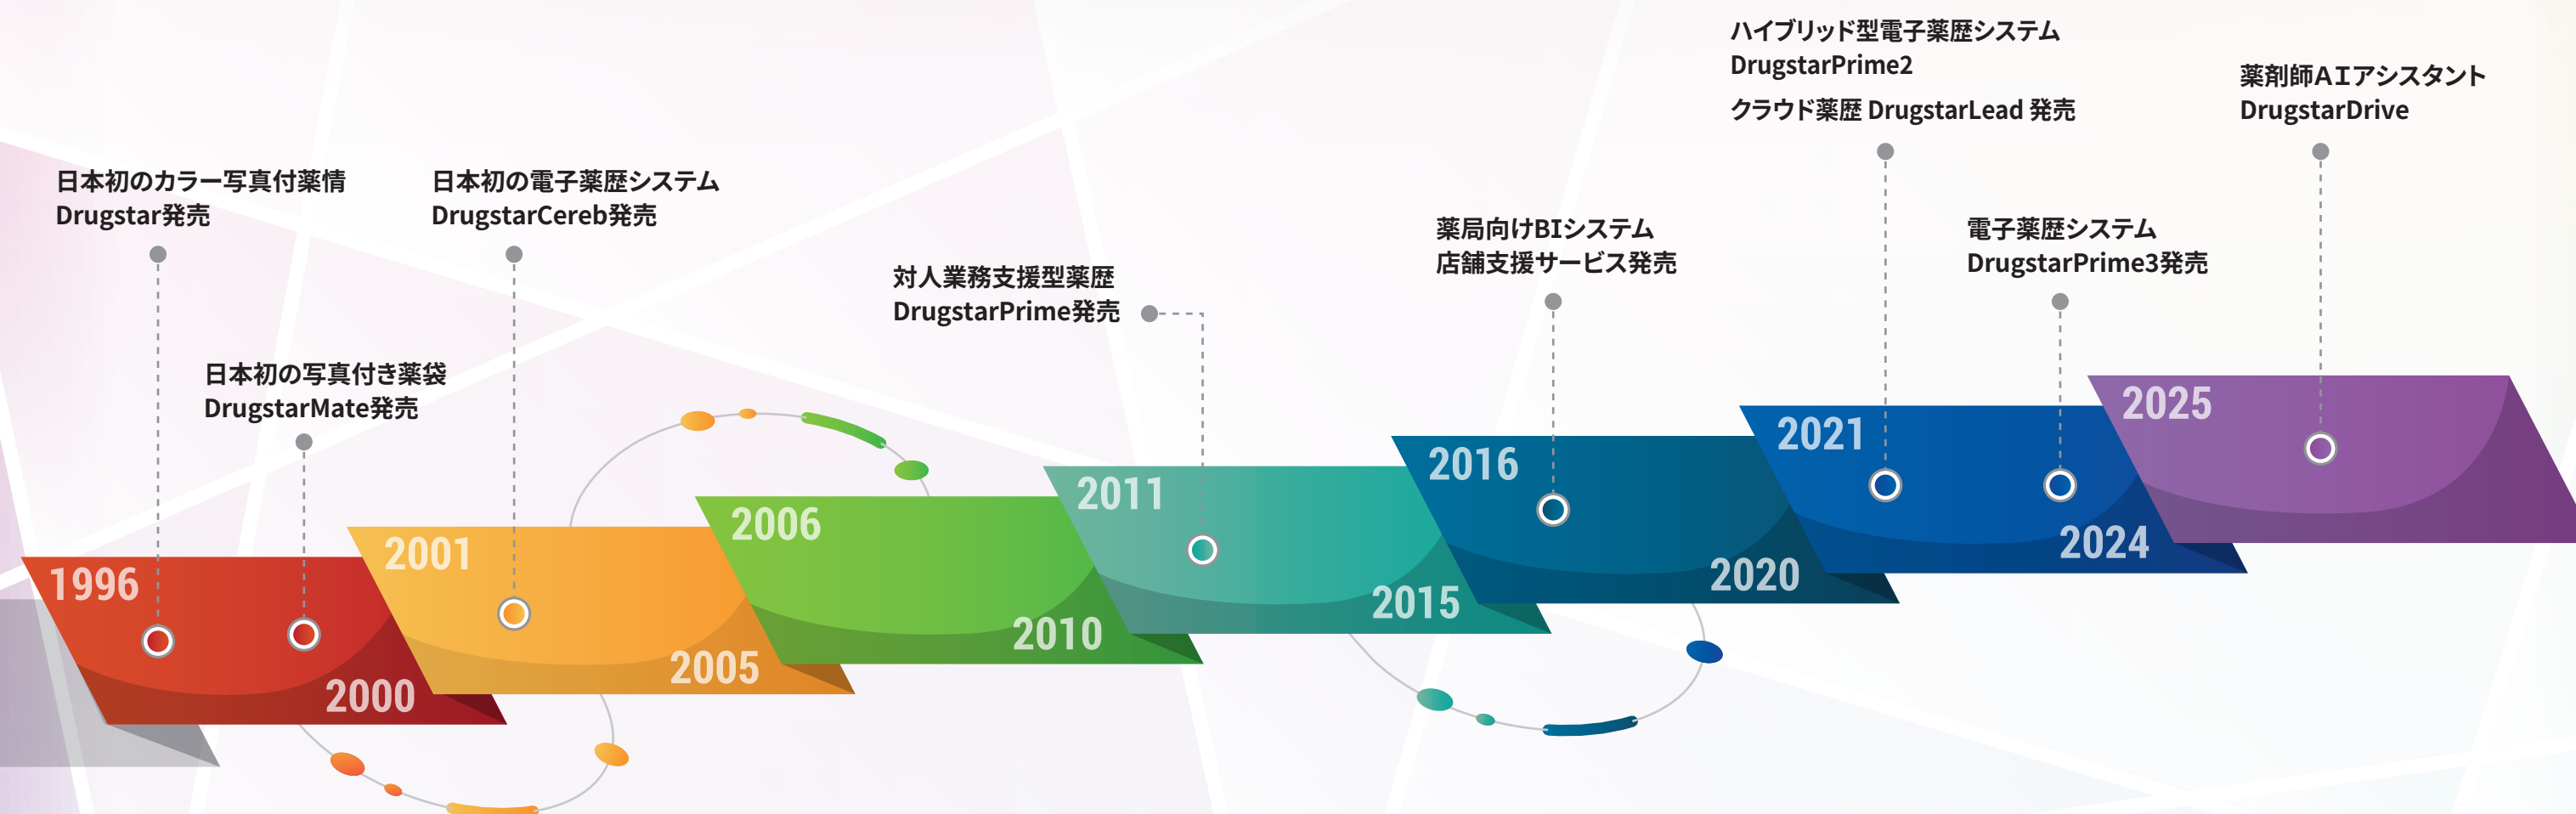 日本初のカラー写真付薬情
Drugstar発売
日本初の写真付き薬袋
DrugstarMate発売
1996
2000
日本初の電子薬歴システム
DrugstarCereb発売
2001
2005
2006
2010
対人業務支援型薬歴
DrugstarPrime発売
2011
2015
薬局向けBIシステム
店舗支援サービス発売
2016
2020
ハイブリッド型電子薬歴システム
DrugstarPrime2
クラウド薬歴 DrugstarLead 発売
電子薬歴システム
DrugstarPrime3発売
2021
2024
薬剤師AIアシスタント
DrugstarDrive
2025